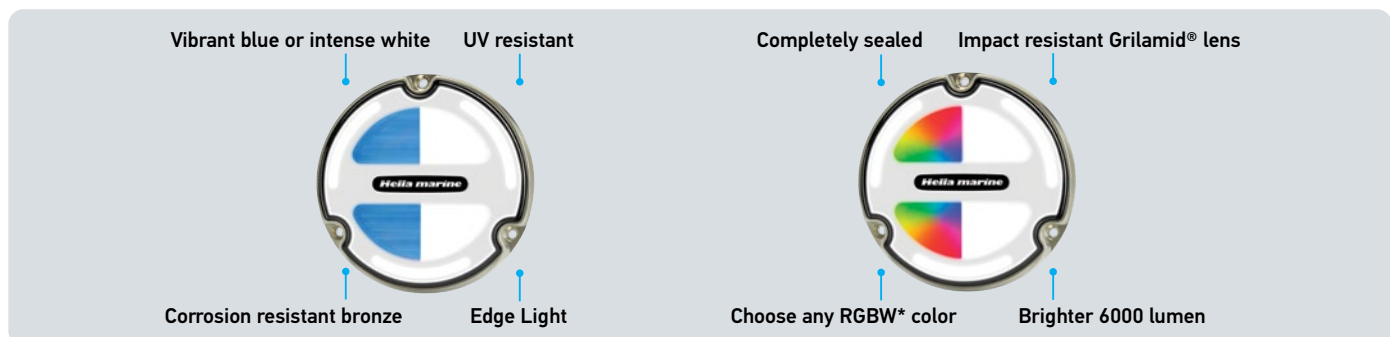 Vibrant blue or intense white
UV resistant
Completely sealed
Impact resistant Grilamid® lens
Hella marine
Hella marine
Corrosion resistant bronze
Edge Light
Choose any RGBW* color
Brighter 6000 lumen